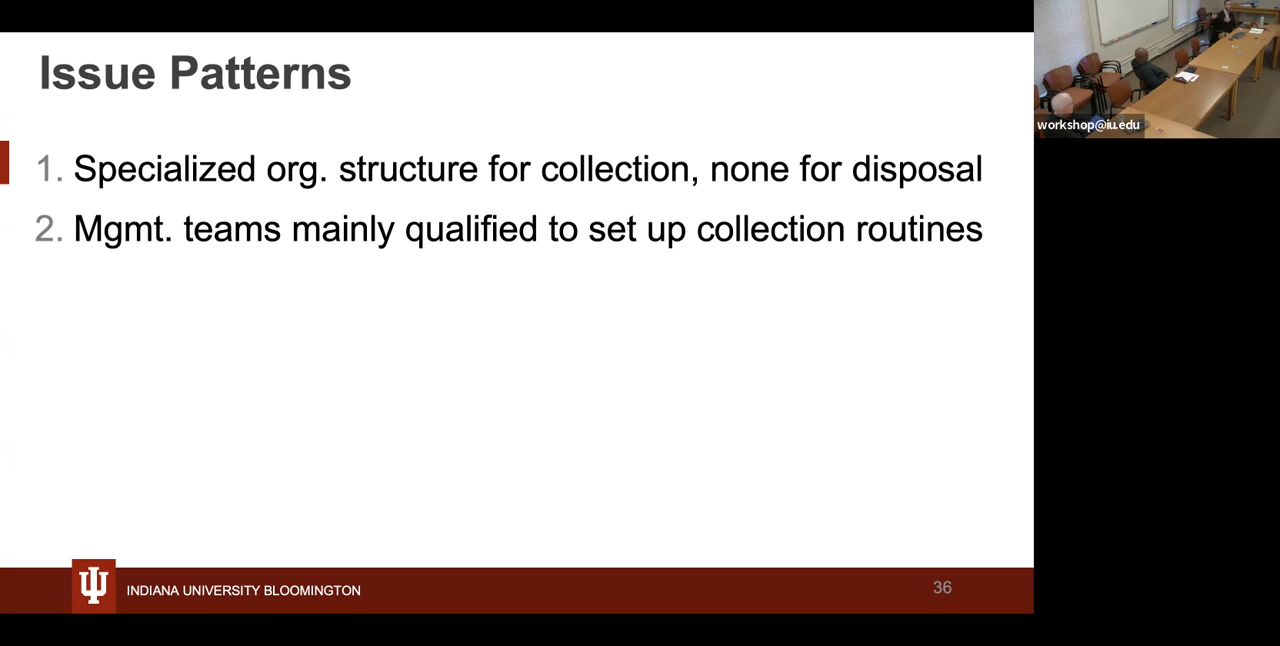 Issue Patterns
1. Specialized org. structure for collection, none for disposal
2. Mgmt. teams mainly qualified to set up collection routines
INDIANA UNIVERSITY BLOOMINGTON
36
workshop@iu.edu